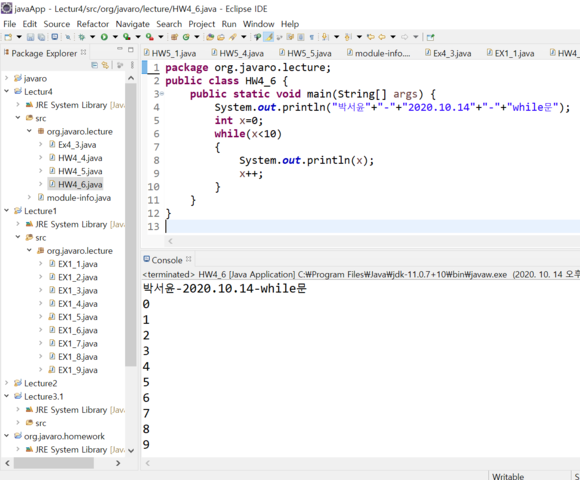 javaApp - Lectur4/src/org/javaro/lecture/HW4_6.java - Eclipse IDE
File Edit Source Refactor Navigate Search Project Run Window Help
Package Explorer
HW5_1.java HW5_4.java HW5_5.java module-info.... Ex4_3.java EX1_1.java HW4_
javaro
Lectur4
JRE System Library [Java
src
org.javaro.lecture
Ex4_3.java
HW4_4.java
HW4_5.java
HW4_6.java
module-info.java
Lecture1
JRE System Library [Java
src
org.javaro.lecture
EX1_1.java
EX1_2.java
EX1_3.java
EX1_4.java
EX1_5.java
EX1_6.java
EX1_7.java
EX1_8.java
EX1_9.java
Lecture2
Lecture3.1
JRE System Library [Java
src
org.javaro.homework
JRE System Library [Java
1 package org.javaro.lecture;
2 public class HW4_6 {
3 public static void main(String[] args) {
4 System.out.println("박서윤"+"-"+"2020.10.14"+"-"+"while문");
5 int x=0;
6 while(x<10)
7 {
8 System.out.println(x);
9 x++;
10 }
11 }
12 }
13
Console
<terminated> HW4_6 [Java Application] C:₩Program Files₩Java₩jdk-11.0.7+10₩bin₩javaw.exe (2020. 10. 14 오후
박서윤-2020.10.14-while문
0
1
2
3
4
5
6
7
8
9
Writable
S